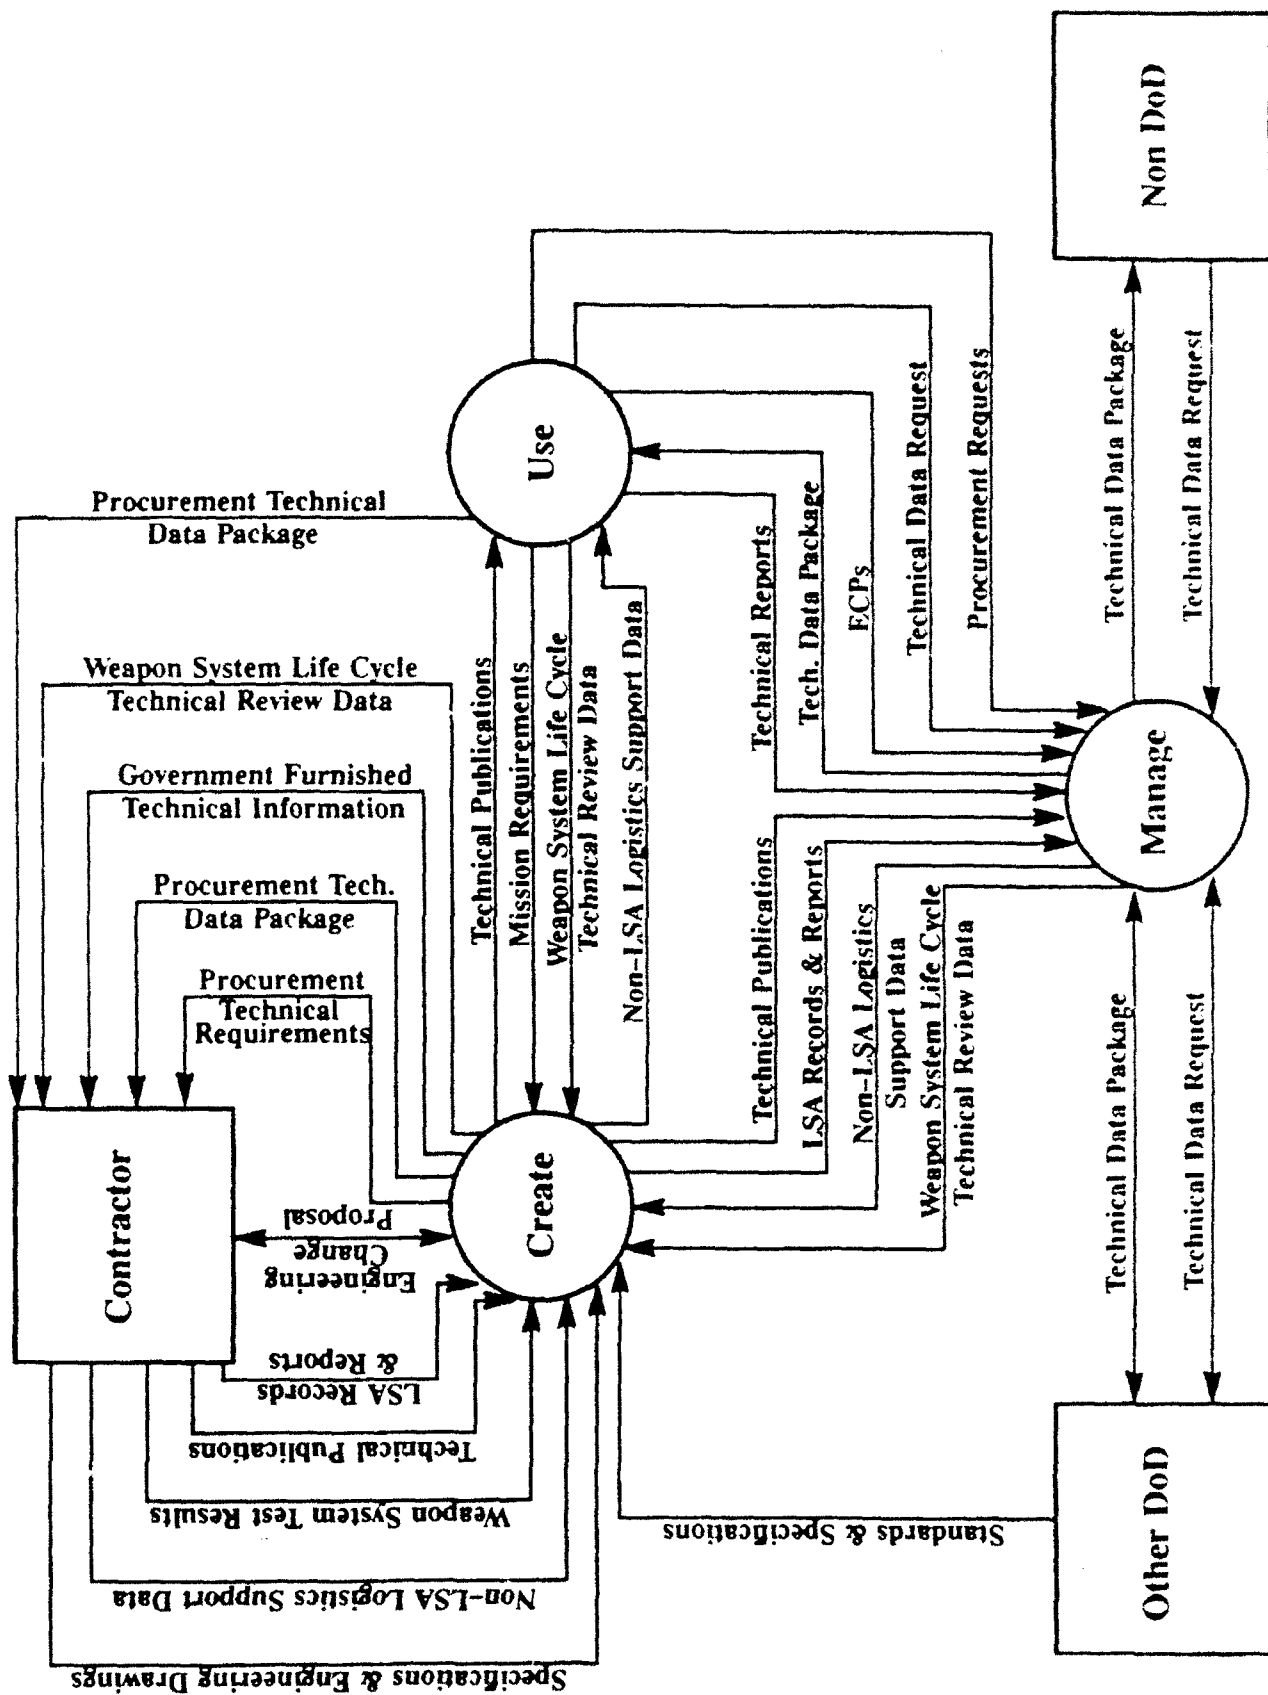 Contractor
Procurement Technical
Data Package
Weapon System Life Cycle
Technical Review Data
Government Furnished
Technical Information
Procurement Tech.
Data Package
Procurement
Technical
Requirements
Engineering
Change
Proposal
LSA Records
& Reports
Technical Publications
Weapon System Test Results
Non-LSA Logistics Support Data
Specifications & Engineering Drawings
Create
Use
Technical Publications
Mission Requirements
Weapon System Life Cycle
Technical Review Data
Non-LSA Logistics Support Data
Technical Publications
LSA Records & Reports
Non-LSA Logistics
Support Data
Weapon System Life Cycle
Technical Review Data
Technical Reports
Tech. Data Package
ECPs
Technical Data Request
Procurement Requests
Standards & Specifications
Manage
Other DoD
Technical Data Package
Technical Data Request
Technical Data Package
Technical Data Request
Non DoD